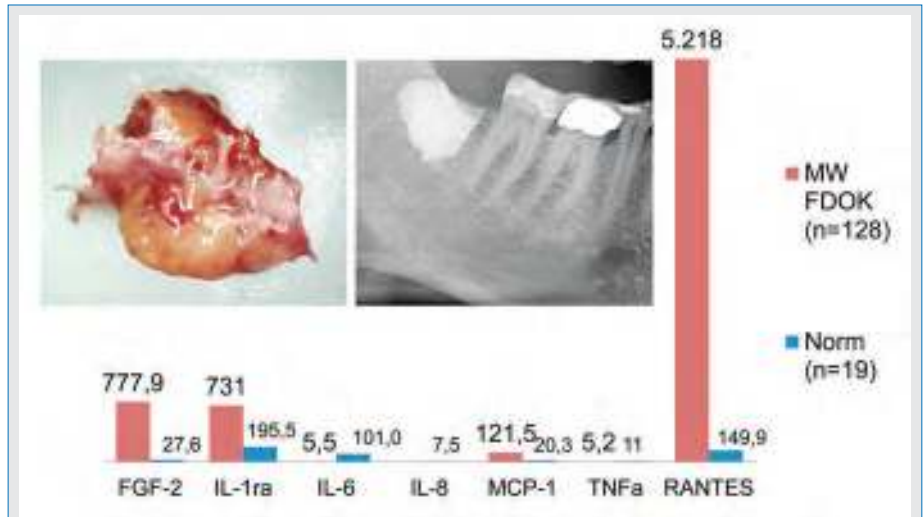 5.218
MW
FDOK
(n=128)
Norm
(n=19)
777,9
27,6
731
195,5
5,5
101,0
7,5
121,5
20,3
5,2
11
149,9
FGF-2 IL-1ra IL-6 IL-8 MCP-1 TNFa RANTES